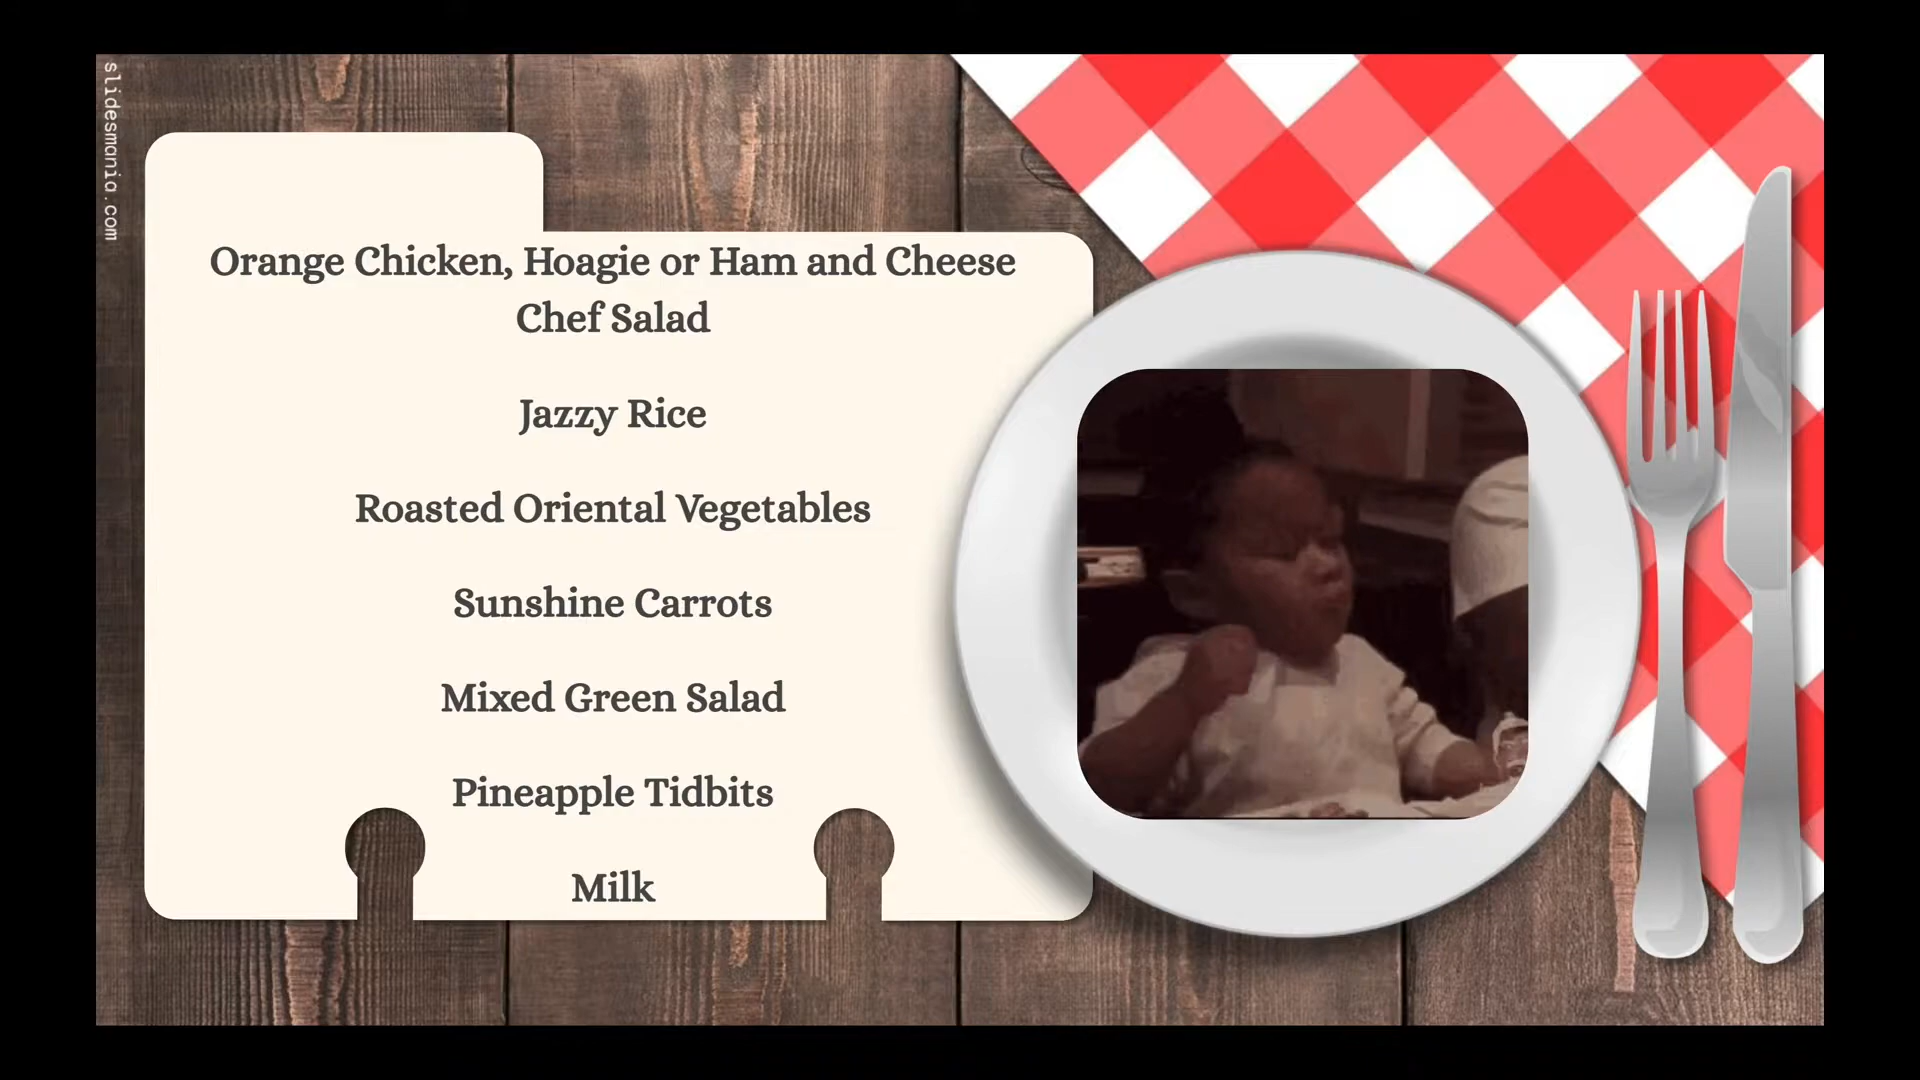 slidesmania.com
Orange Chicken, Hoagie or Ham and Cheese
Chef Salad
Jazzy Rice
Roasted Oriental Vegetables
Sunshine Carrots
Mixed Green Salad
Pineapple Tidbits
Milk